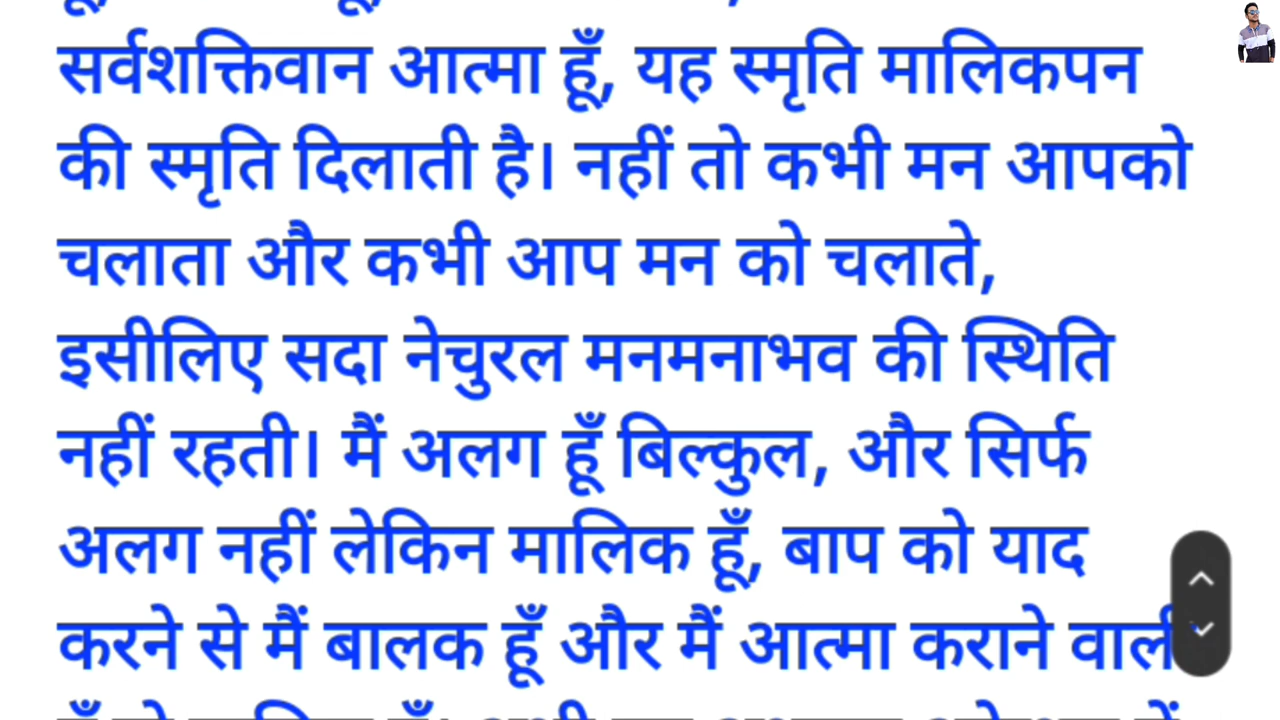 सर्वशक्तिवान आत्मा हूँ, यह स्मृति मालिकपन
की स्मृति दिलाती है। नहीं तो कभी मन आपको
चलाता और कभी आप मन को चलाते,
इसीलिए सदा नेचुरल मनमनाभव की स्थिति
नहीं रहती। मैं अलग हूँ बिल्कुल, और सिर्फ
अलग नहीं लेकिन मालिक हूँ, बाप को याद
करने से मैं बालक हूँ और मैं आत्मा कराने वाली